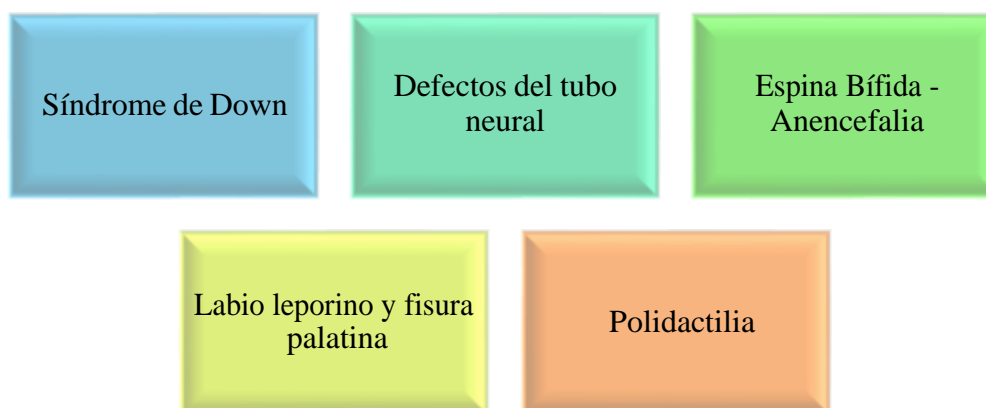 Síndrome de Down
Defectos del tubo
neural
Espina Bífida -
Anencefalia
Labio leporino y fisura
palatina
Polidactilia